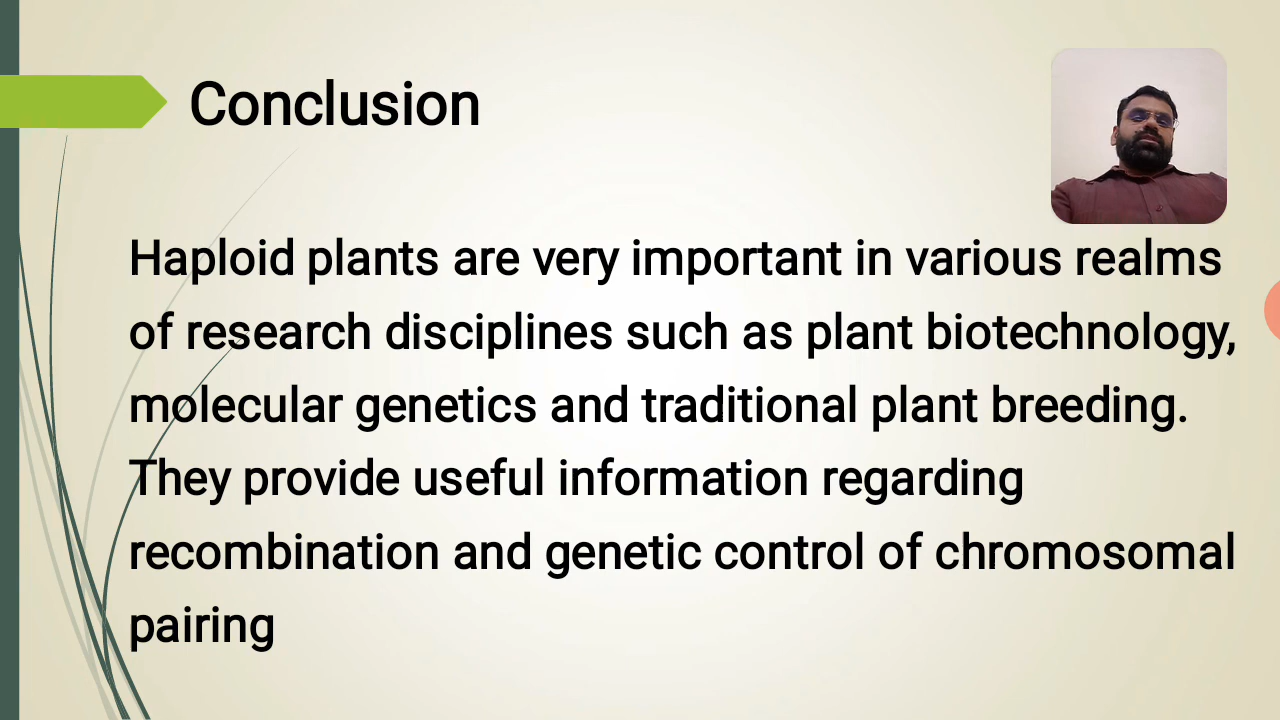 Conclusion
Haploid plants are very important in various realms
of research disciplines such as plant biotechnology,
molecular genetics and traditional plant breeding.
They provide useful information regarding
recombination and genetic control of chromosomal
pairing